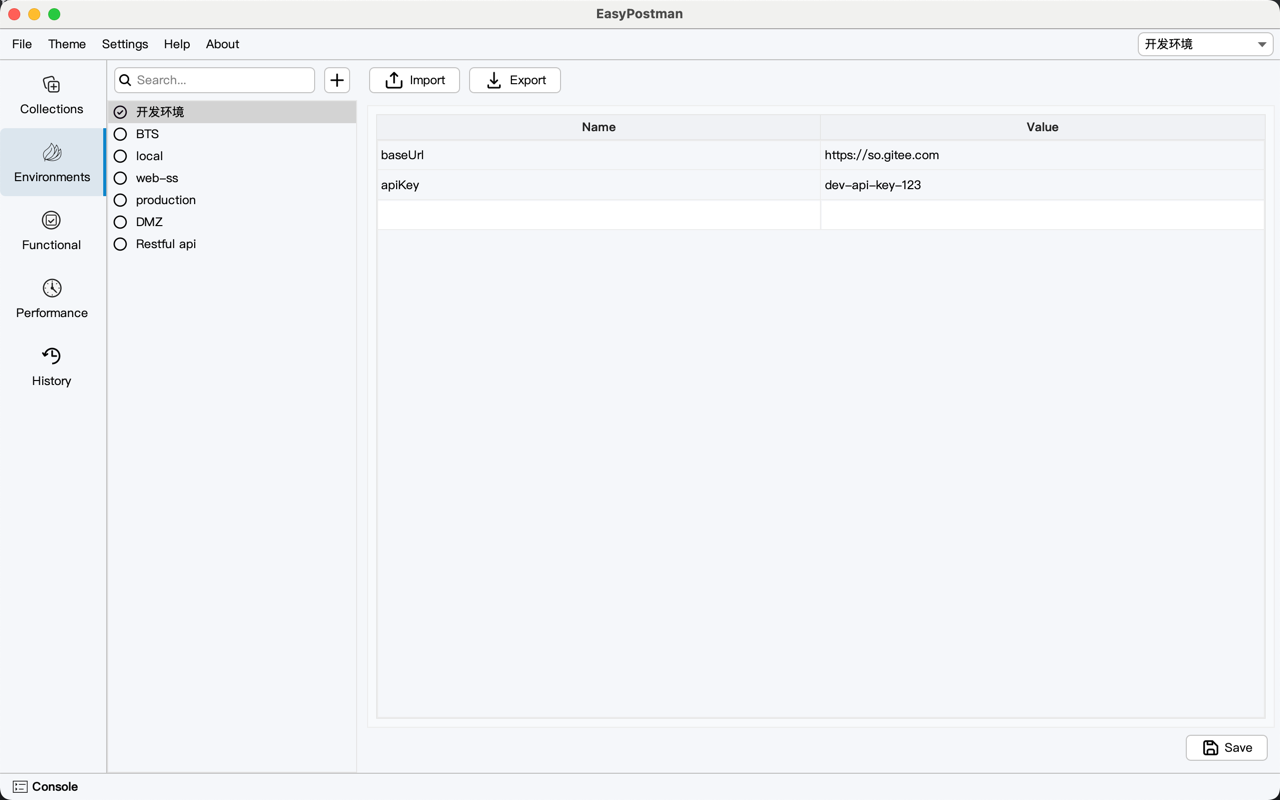 EasyPostman
File Theme Settings Help About
开发环境
Collections
Environments
Functional
Performance
History
Search...
开发环境
BTS
local
web-ss
production
DMZ
Restful api
Import Export
Name Value
baseUrl https://so.gitee.com
apiKey dev-api-key-123
Save
Console